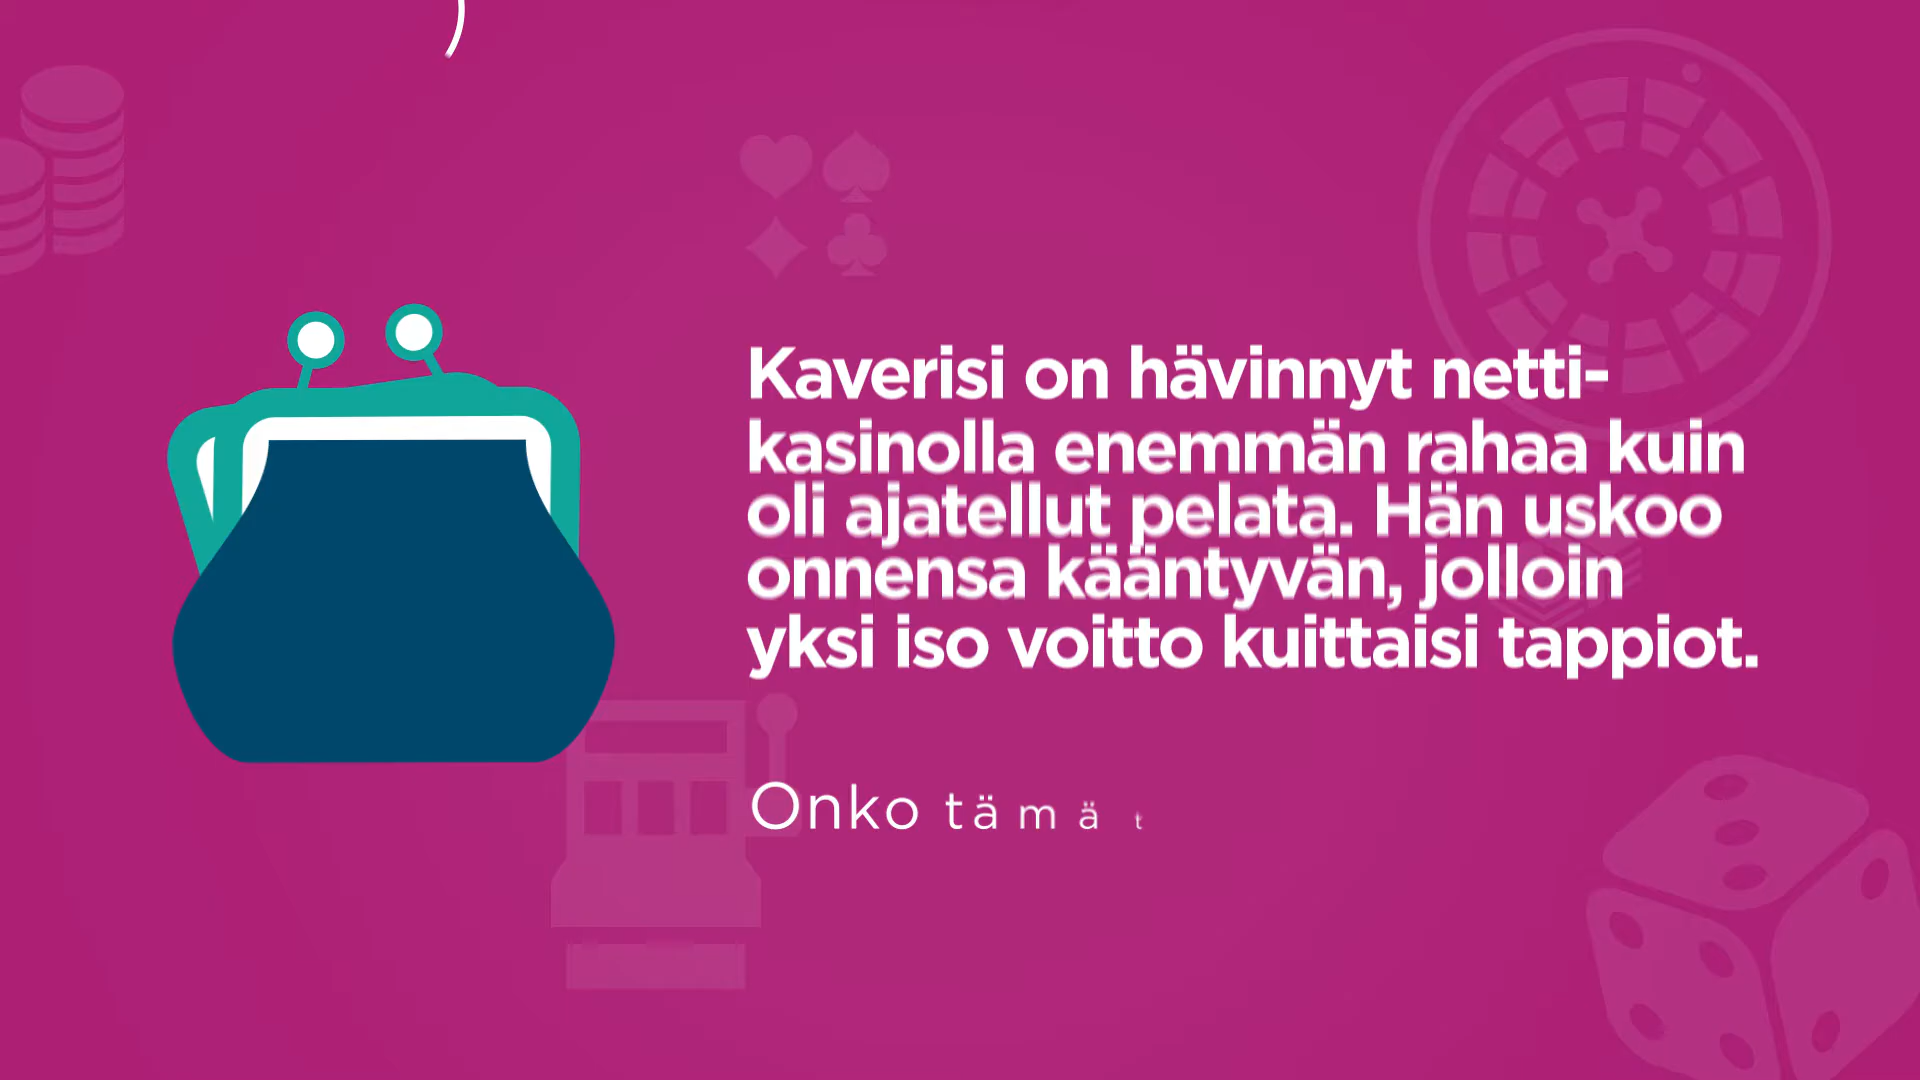 Kaverisi on hävinnyt netti-
kasinolla enemmän rahaa kuin
oli ajatellut pelata. Hän uskoo
onnensa kääntyvän, jolloin
yksi iso voitto kuittaisi tappiot.
Onko tämä t